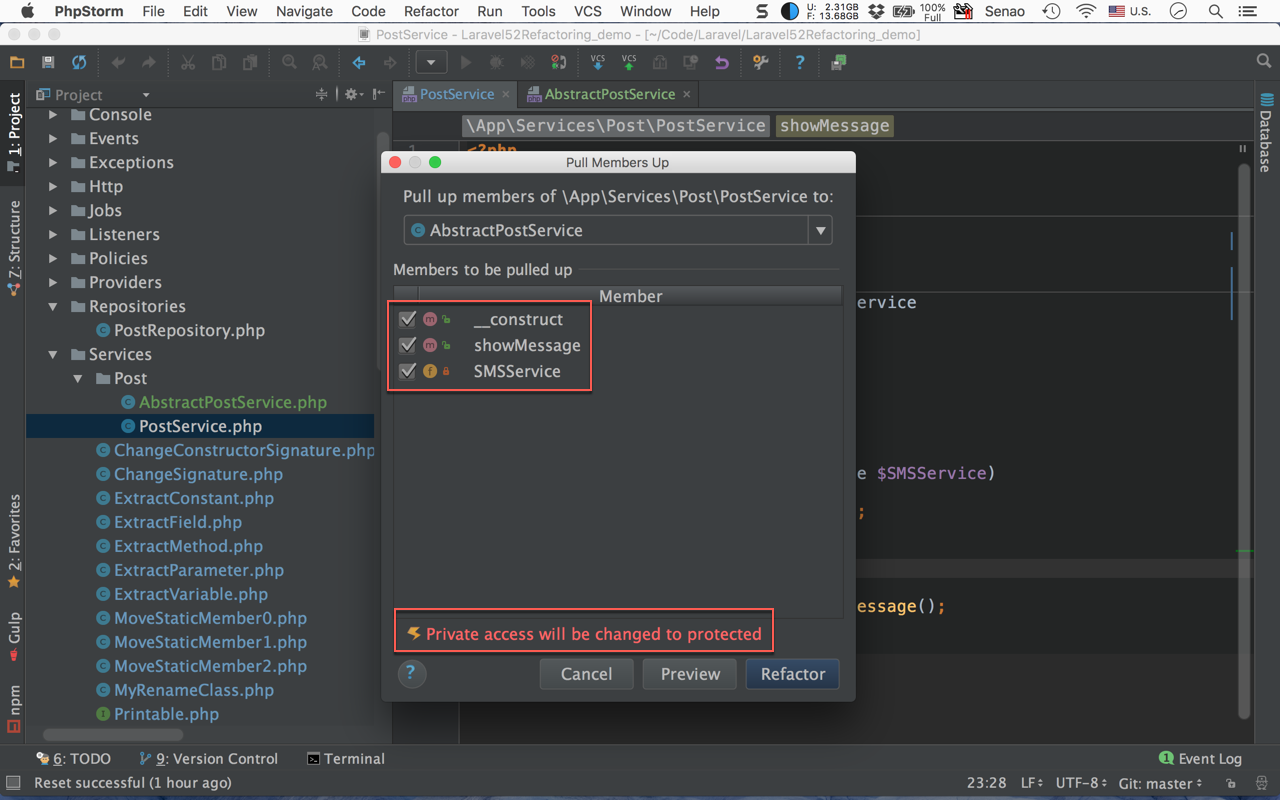 PhpStorm File Edit View Navigate Code Refactor Run Tools VCS Window Help S U: 2.31GB F: 13.68GB 100% Full Senao U.S.
PostService - Laravel52Refactoring_demo - [~/Code/Laravel/Laravel52Refactoring_demo]
VCS VCS ?
1: Project
7: Structure
2: Favorites
Gulp
npm
Project
Console
Events
Exceptions
Http
Jobs
Listeners
Policies
Providers
Repositories
PostRepository.php
Services
Post
AbstractPostService.php
PostService.php
ChangeConstructorSignature.php
ChangeSignature.php
ExtractConstant.php
ExtractField.php
ExtractMethod.php
ExtractParameter.php
ExtractVariable.php
MoveStaticMember0.php
MoveStaticMember1.php
MoveStaticMember2.php
MyRenameClass.php
Printable.php
PostService × AbstractPostService ×
\App\Services\Post\PostService showMessage
1 <?php
ervice
e $SMSService)
;
essage();
Database
Pull Members Up
Pull up members of \App\Services\Post\PostService to:
AbstractPostService
Members to be pulled up
Member
__construct
showMessage
SMSService
Private access will be changed to protected
? Cancel Preview Refactor
6: TODO 9: Version Control Terminal 1 Event Log
Reset successful (1 hour ago) 23:28 LF UTF-8 Git: master